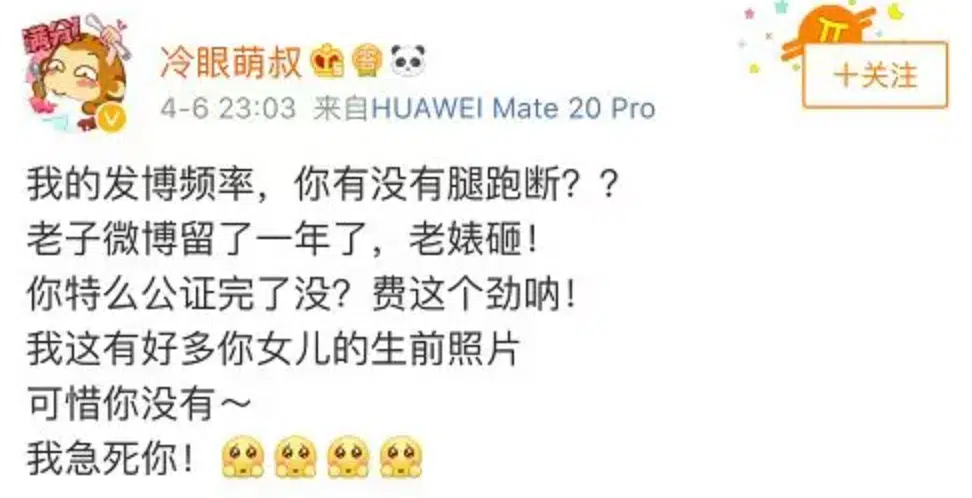 满分!
冷眼萌叔
+关注
4-6 23:03 来自HUAWEI Mate 20 Pro
我的发博频率，你有没有腿跑断？？
老子微博留了一年了，老婊砸！
你特么公证完了没？费这个劲呐！
我这有好多你女儿的生前照片
可惜你没有～
我急死你！